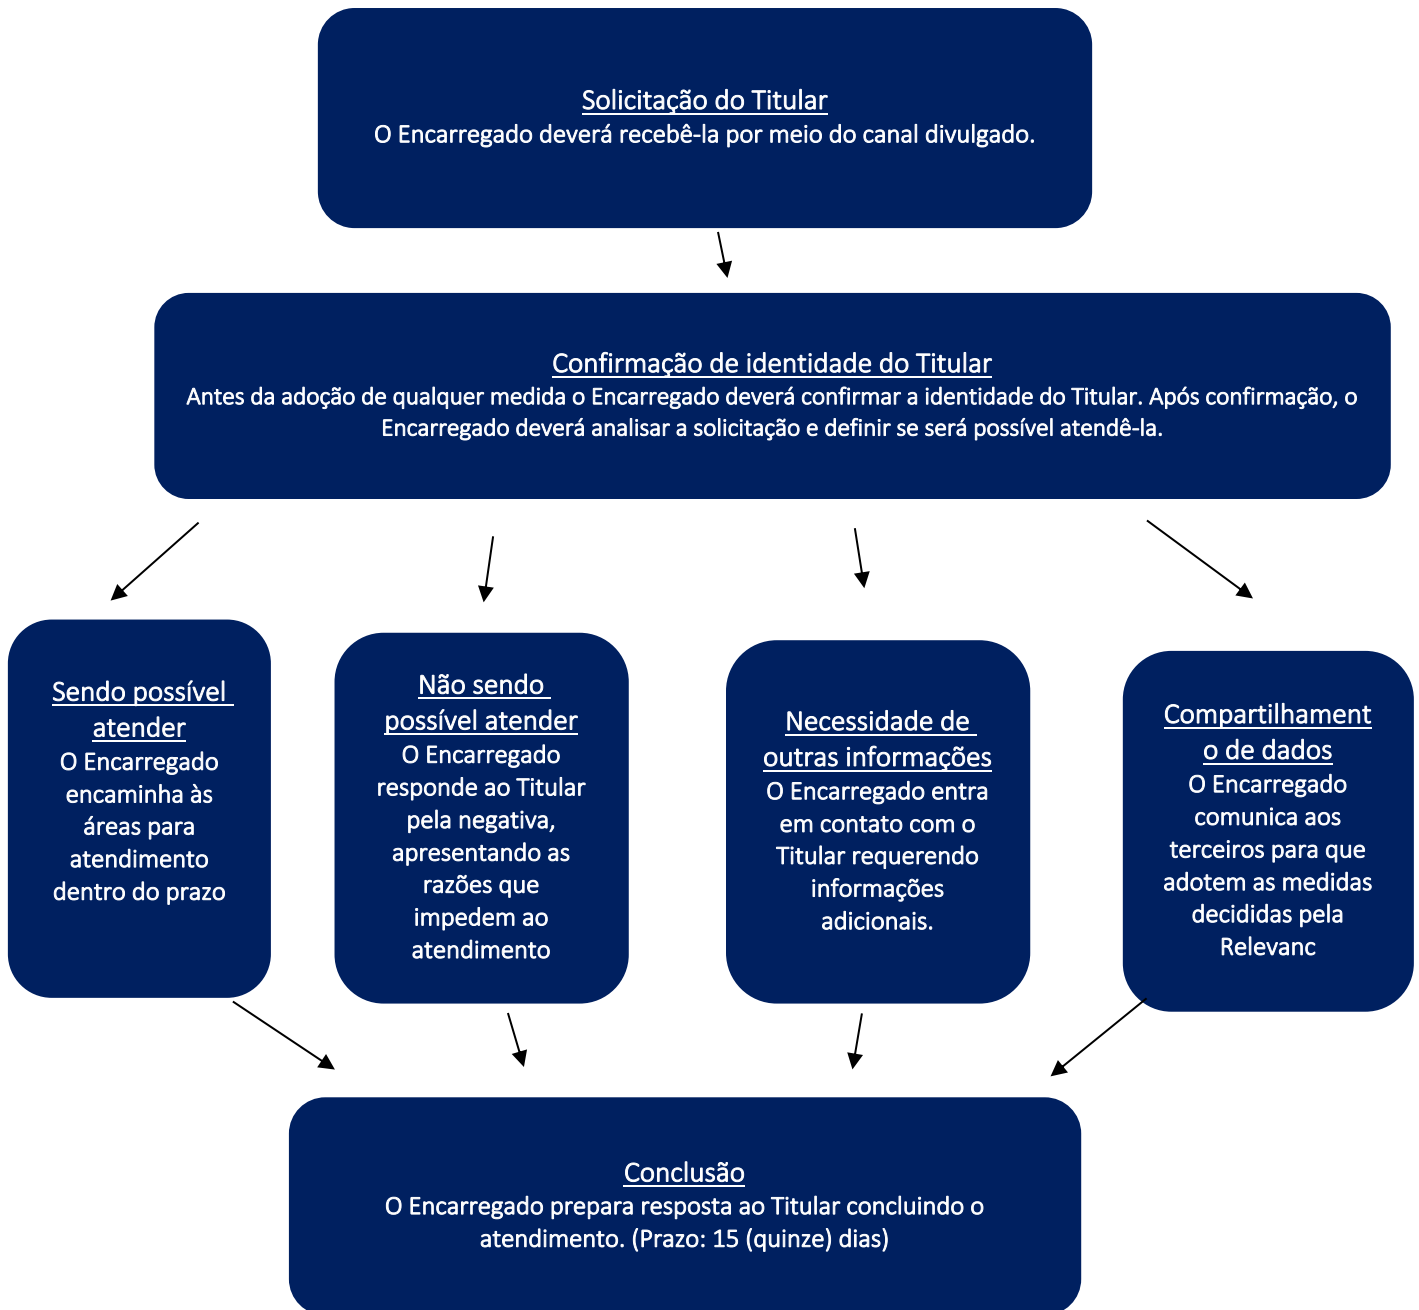 Solicitação do Titular
O Encarregado deverá recebê-la por meio do canal divulgado.
Confirmação de identidade do Titular
Antes da adoção de qualquer medida o Encarregado deverá confirmar a identidade do Titular. Após confirmação, o
Encarregado deverá analisar a solicitação e definir se será possível atendê-la.
Sendo possível
atender
O Encarregado
encaminha às
áreas para
atendimento
dentro do prazo
Não sendo
possível atender
O Encarregado
responde ao Titular
pela negativa,
apresentando as
razões que
impedem ao
atendimento
Necessidade de
outras informações
O Encarregado entra
em contato com o
Titular requerendo
informações
adicionais.
Compartilhament
o de dados
O Encarregado
comunica aos
terceiros para que
adotem as medidas
decididas pela
Relevanc
Conclusão
O Encarregado prepara resposta ao Titular concluindo o
atendimento. (Prazo: 15 (quinze) dias)